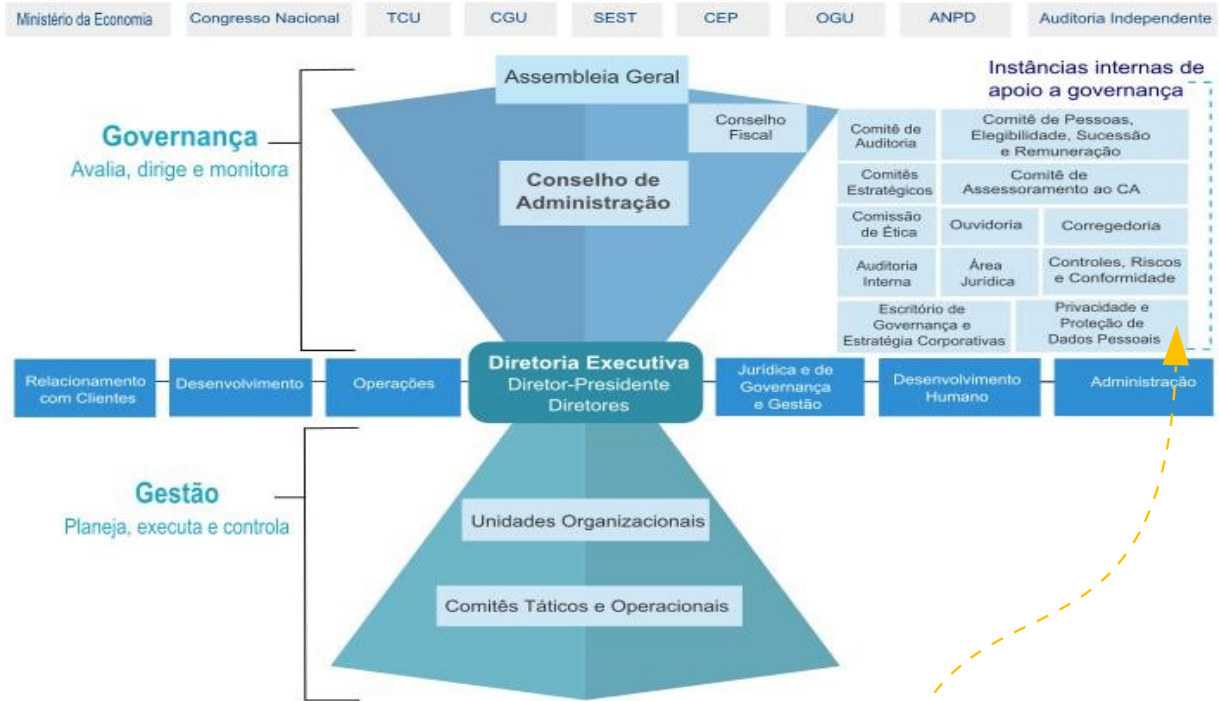 Ministério da Economia
Congresso Nacional
TCU
CGU
SEST
CEP
OGU
ANPD
Auditoria Independente
Governança
Avalia, dirige e monitora
Assembleia Geral
Conselho
Fiscal
Conselho de
Administração
Instâncias internas de
apoio a governança
Comitê de
Auditoria
Comitê de Pessoas,
Elegibilidade, Sucessão
e Remuneração
Comitês
Estratégicos
Comitê de
Assessoramento ao CA
Comissão
de Ética
Ouvidoria
Corregedoria
Auditoria
Interna
Área
Jurídica
Controles, Riscos
e Conformidade
Escritório de
Governança e
Estratégia Corporativas
Privacidade e
Proteção de
Dados Pessoais
Relacionamento
com Clientes
Desenvolvimento
Operações
Diretoria Executiva
Diretor-Presidente
Diretores
Jurídica e de
Governança
e Gestão
Desenvolvimento
Humano
Administração
Gestão
Planeja, executa e controla
Unidades Organizacionais
Comitês Táticos e Operacionais